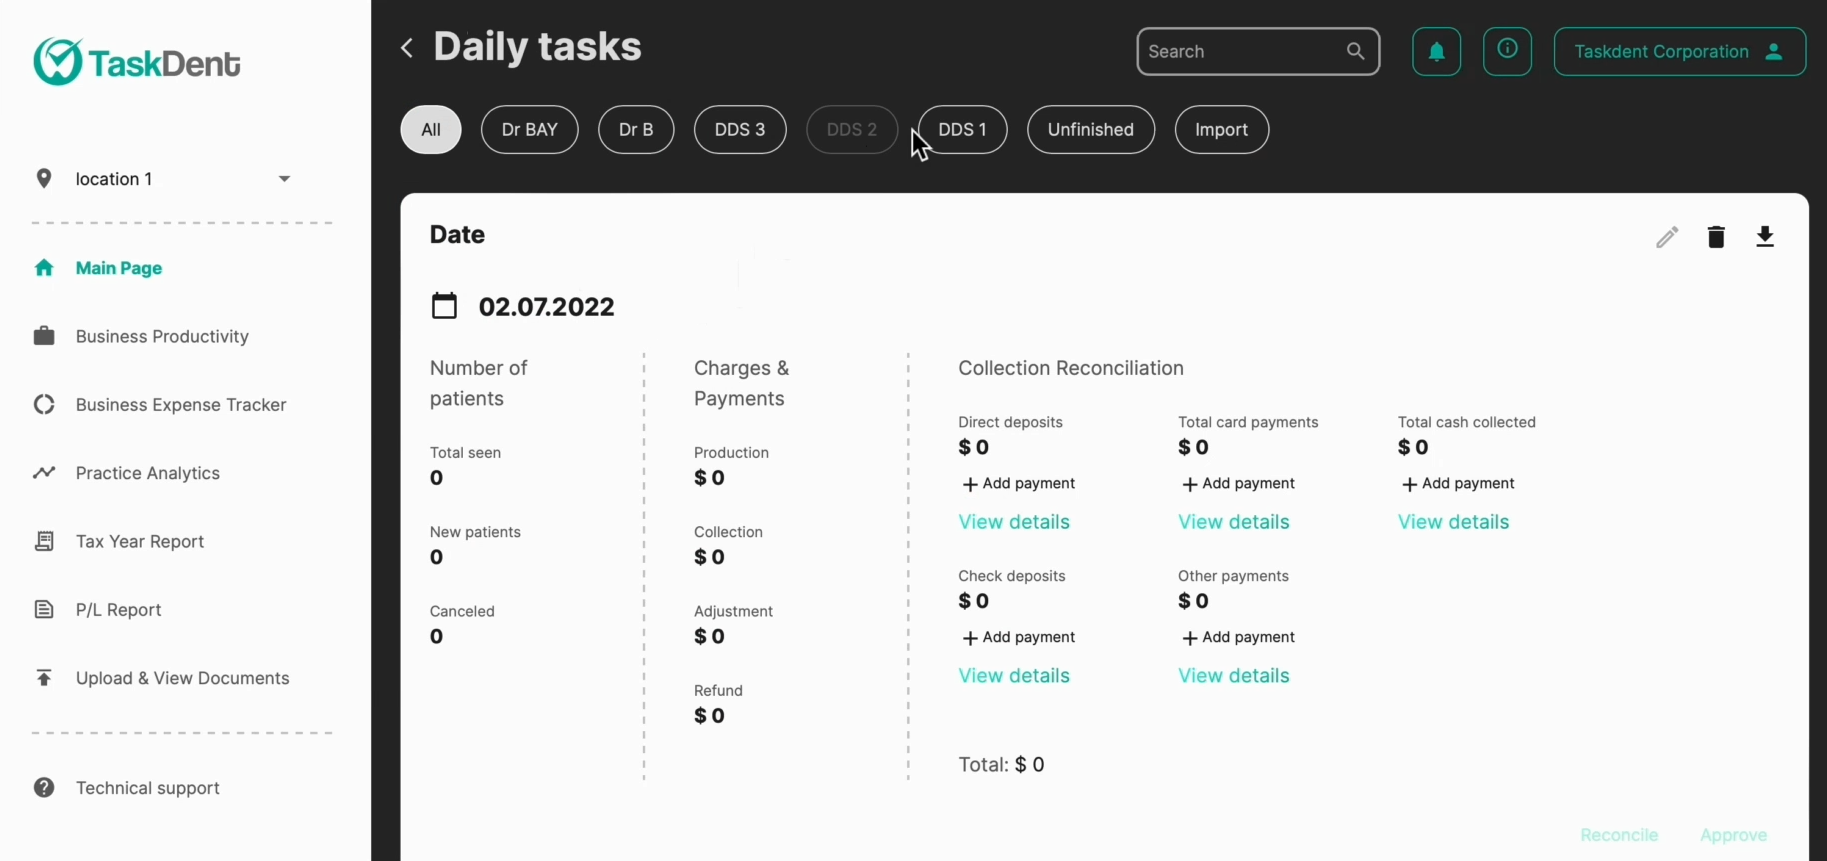 TaskDent
Daily tasks
Search
Taskdent Corporation
All
Dr BAY
Dr B
DDS 3
DDS 2
DDS 1
Unfinished
Import
location 1
Main Page
Business Productivity
Business Expense Tracker
Practice Analytics
Tax Year Report
P/L Report
Upload & View Documents
Technical support
Date
02.07.2022
Number of
patients
Total seen
0
New patients
0
Canceled
0
Charges &
Payments
Production
$ 0
Collection
$ 0
Adjustment
$ 0
Refund
$ 0
Collection Reconciliation
Direct deposits
$ 0
+ Add payment
View details
Total card payments
$ 0
+ Add payment
View details
Total cash collected
$ 0
+ Add payment
View details
Check deposits
$ 0
+ Add payment
View details
Other payments
$ 0
+ Add payment
View details
Total: $ 0
Reconcile
Approve